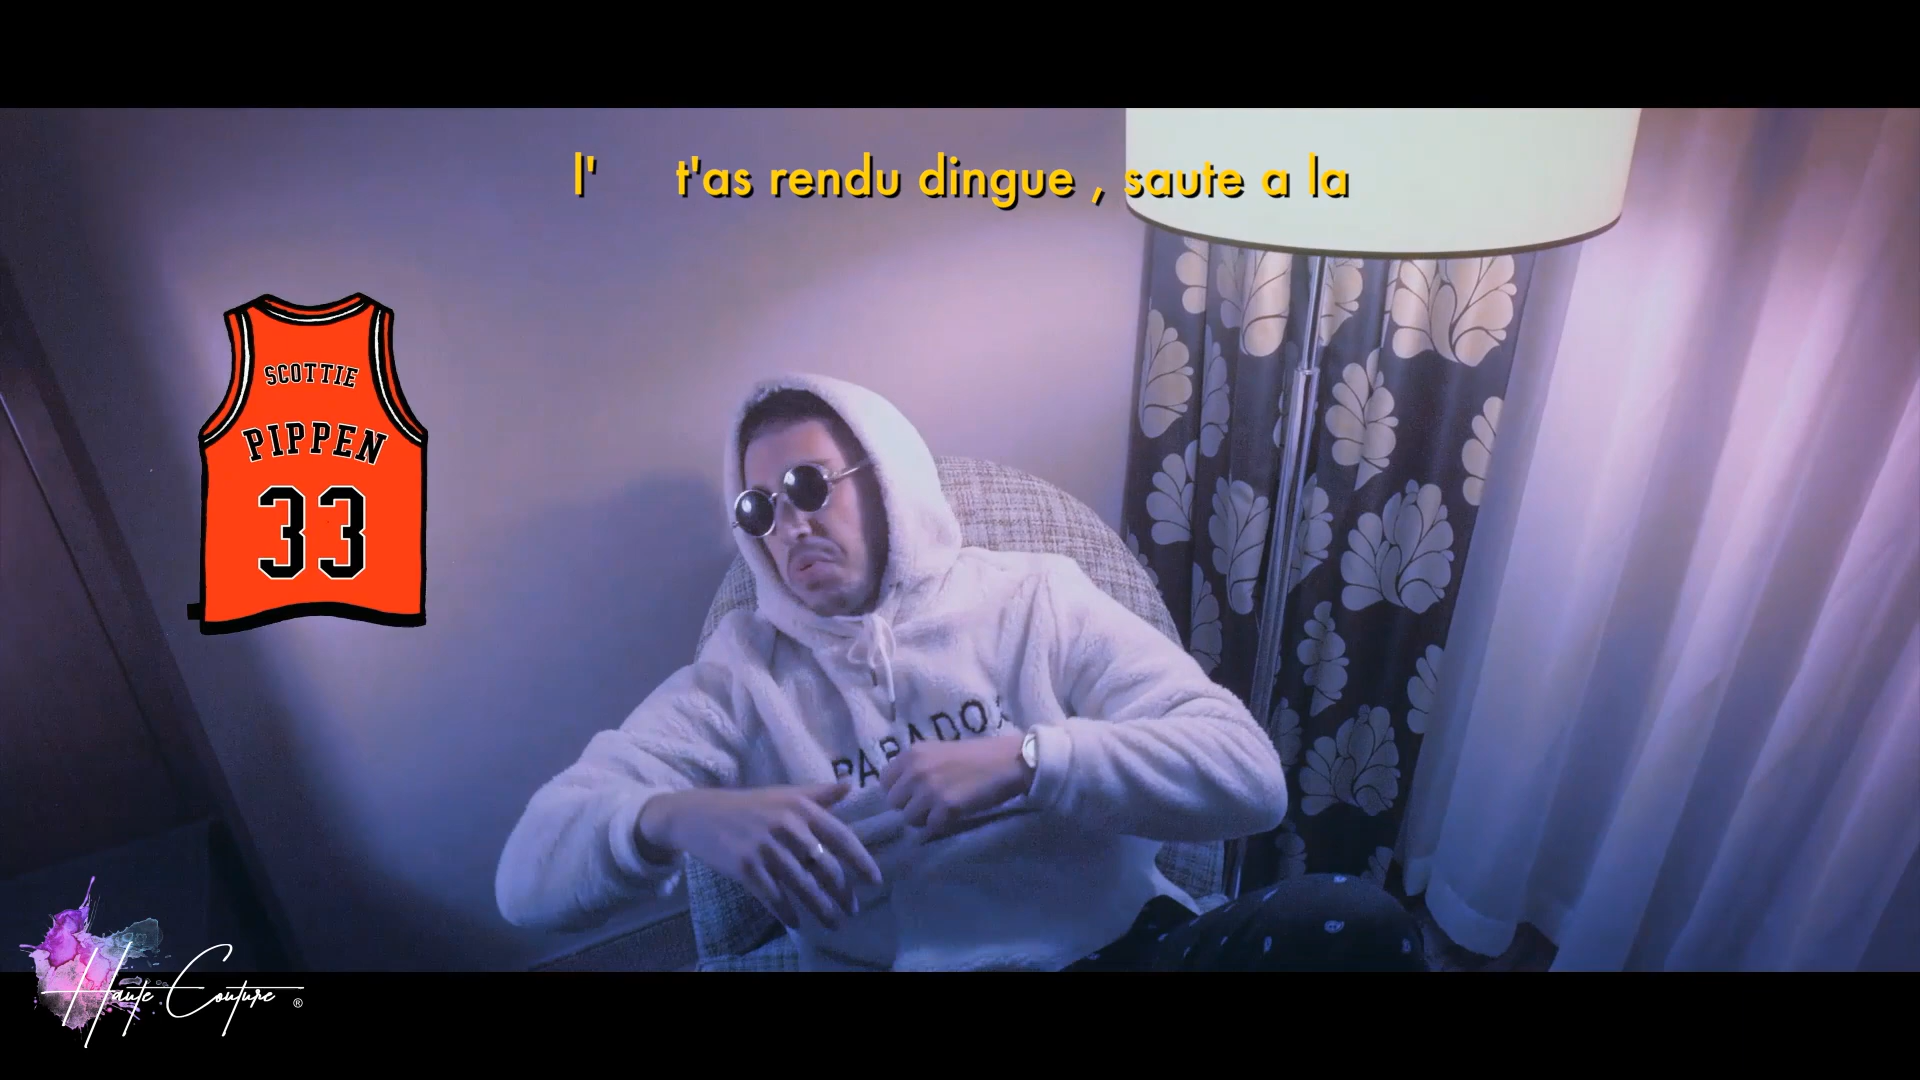 l' t'as rendu dingue , saute a la
SCOTTIE
PIPPEN
33
PARADOX
Haute Couture ®